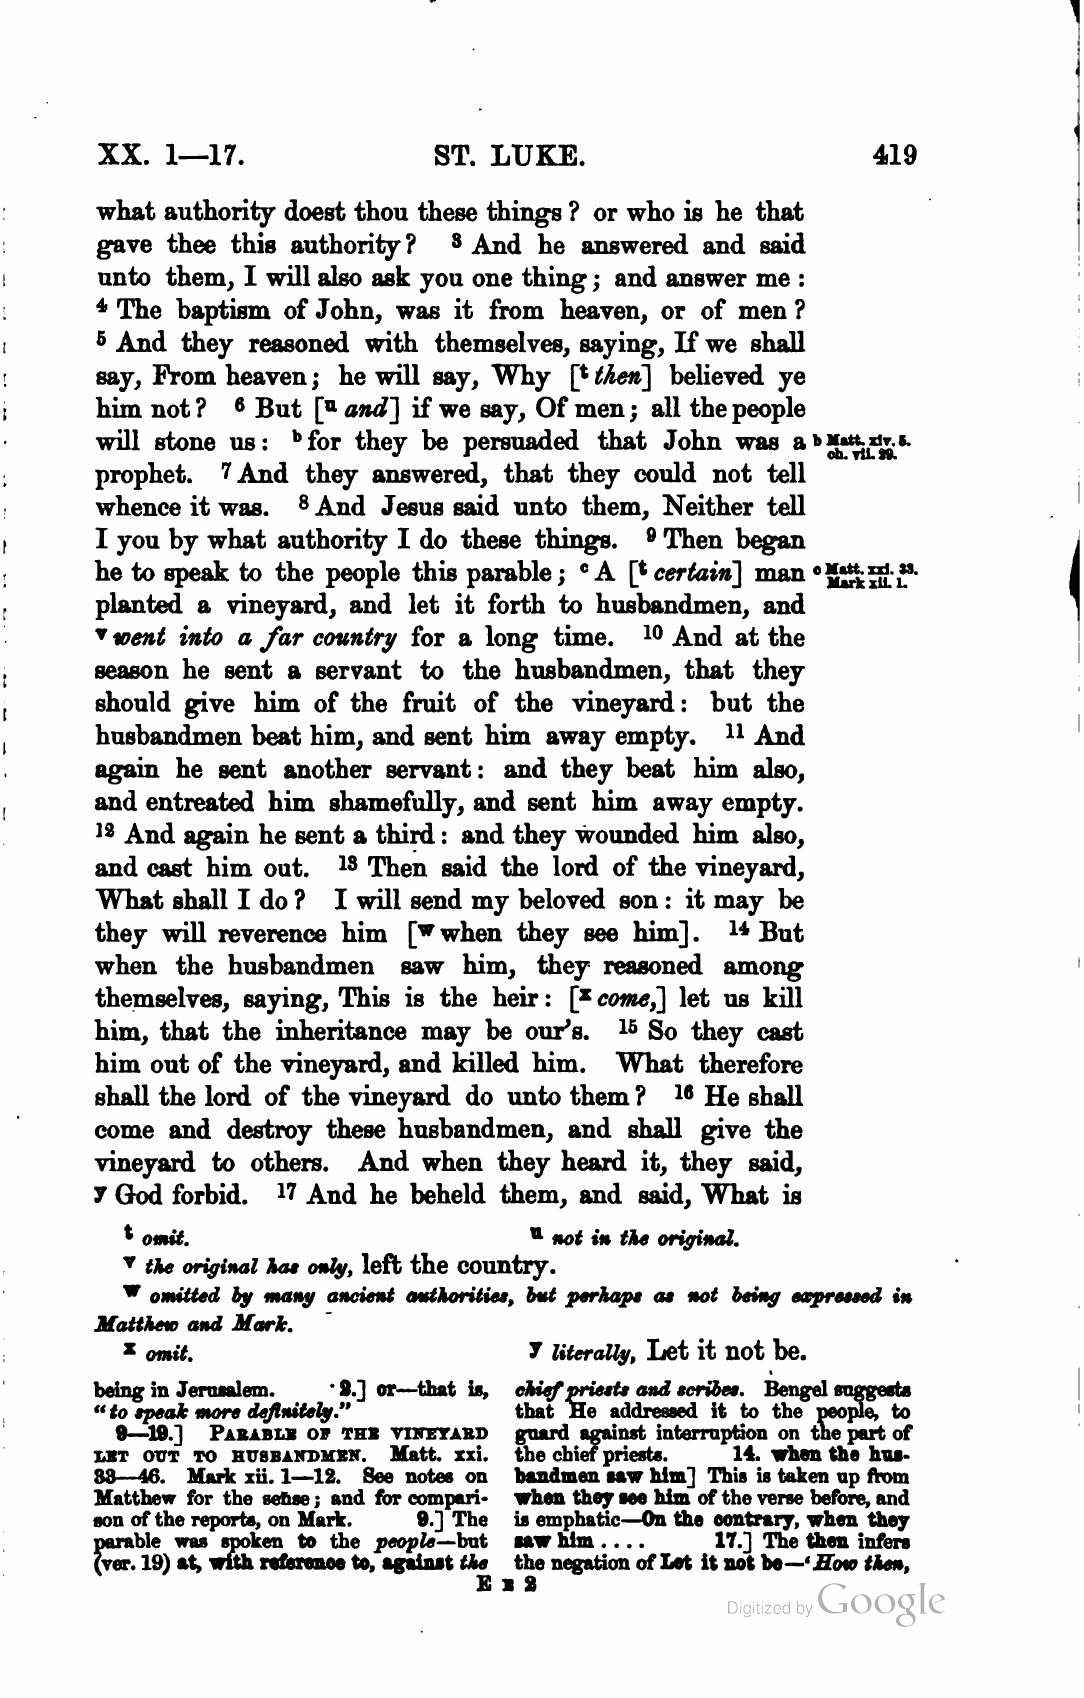 XX. 1—17. ST. LUKE. 419
what authority doest thou these things? or who is he that
gave thee this authority? 3 And he answered and said
unto them, I will also ask you one thing; and answer me:
4 The baptism of John, was it from heaven, or of men?
5 And they reasoned with themselves, saying, If we shall
say, From heaven; he will say, Why [t then] believed ye
him not? 6 But [u and] if we say, Of men; all the people
will stone us: b for they be persuaded that John was a
b Matt. xiv. 5.
ch. vii. 29.
prophet. 7 And they answered, that they could not tell
whence it was. 8 And Jesus said unto them, Neither tell
I you by what authority I do these things. 9 Then began
he to speak to the people this parable; c A [t certain] man
c Matt. xxi. 33.
Mark xii. 1.
planted a vineyard, and let it forth to husbandmen, and
v went into a far country for a long time. 10 And at the
season he sent a servant to the husbandmen, that they
should give him of the fruit of the vineyard: but the
husbandmen beat him, and sent him away empty. 11 And
again he sent another servant: and they beat him also,
and entreated him shamefully, and sent him away empty.
12 And again he sent a third: and they wounded him also,
and cast him out. 13 Then said the lord of the vineyard,
What shall I do? I will send my beloved son: it may be
they will reverence him [w when they see him]. 14 But
when the husbandmen saw him, they reasoned among
themselves, saying, This is the heir: [x come,] let us kill
him, that the inheritance may be our's. 15 So they cast
him out of the vineyard, and killed him. What therefore
shall the lord of the vineyard do unto them? 16 He shall
come and destroy these husbandmen, and shall give the
vineyard to others. And when they heard it, they said,
y God forbid. 17 And he beheld them, and said, What is
t omit. u not in the original.
v the original has only, left the country.
w omitted by many ancient authorities, but perhaps as not being expressed in
Matthew and Mark.
x omit. y literally, Let it not be.
being in Jerusalem. 2.] or—that is,
"to speak more definitely."
9—19.] PARABLE OF THE VINEYARD
LET OUT TO HUSBANDMEN. Matt. xxi.
33—46. Mark xii. 1—12. See notes on
Matthew for the sense; and for compari-
son of the reports, on Mark. 9.] The
parable was spoken to the people—but
(ver. 19) at, with reference to, against the
chief priests and scribes. Bengel suggests
that He addressed it to the people, to
guard against interruption on the part of
the chief priests. 14. when the hus-
bandmen saw him] This is taken up from
when they see him of the verse before, and
is emphatic—On the contrary, when they
saw him . . . . 17.] The then infers
the negation of Let it not be—'How then,
E E 2
Digitized by Google